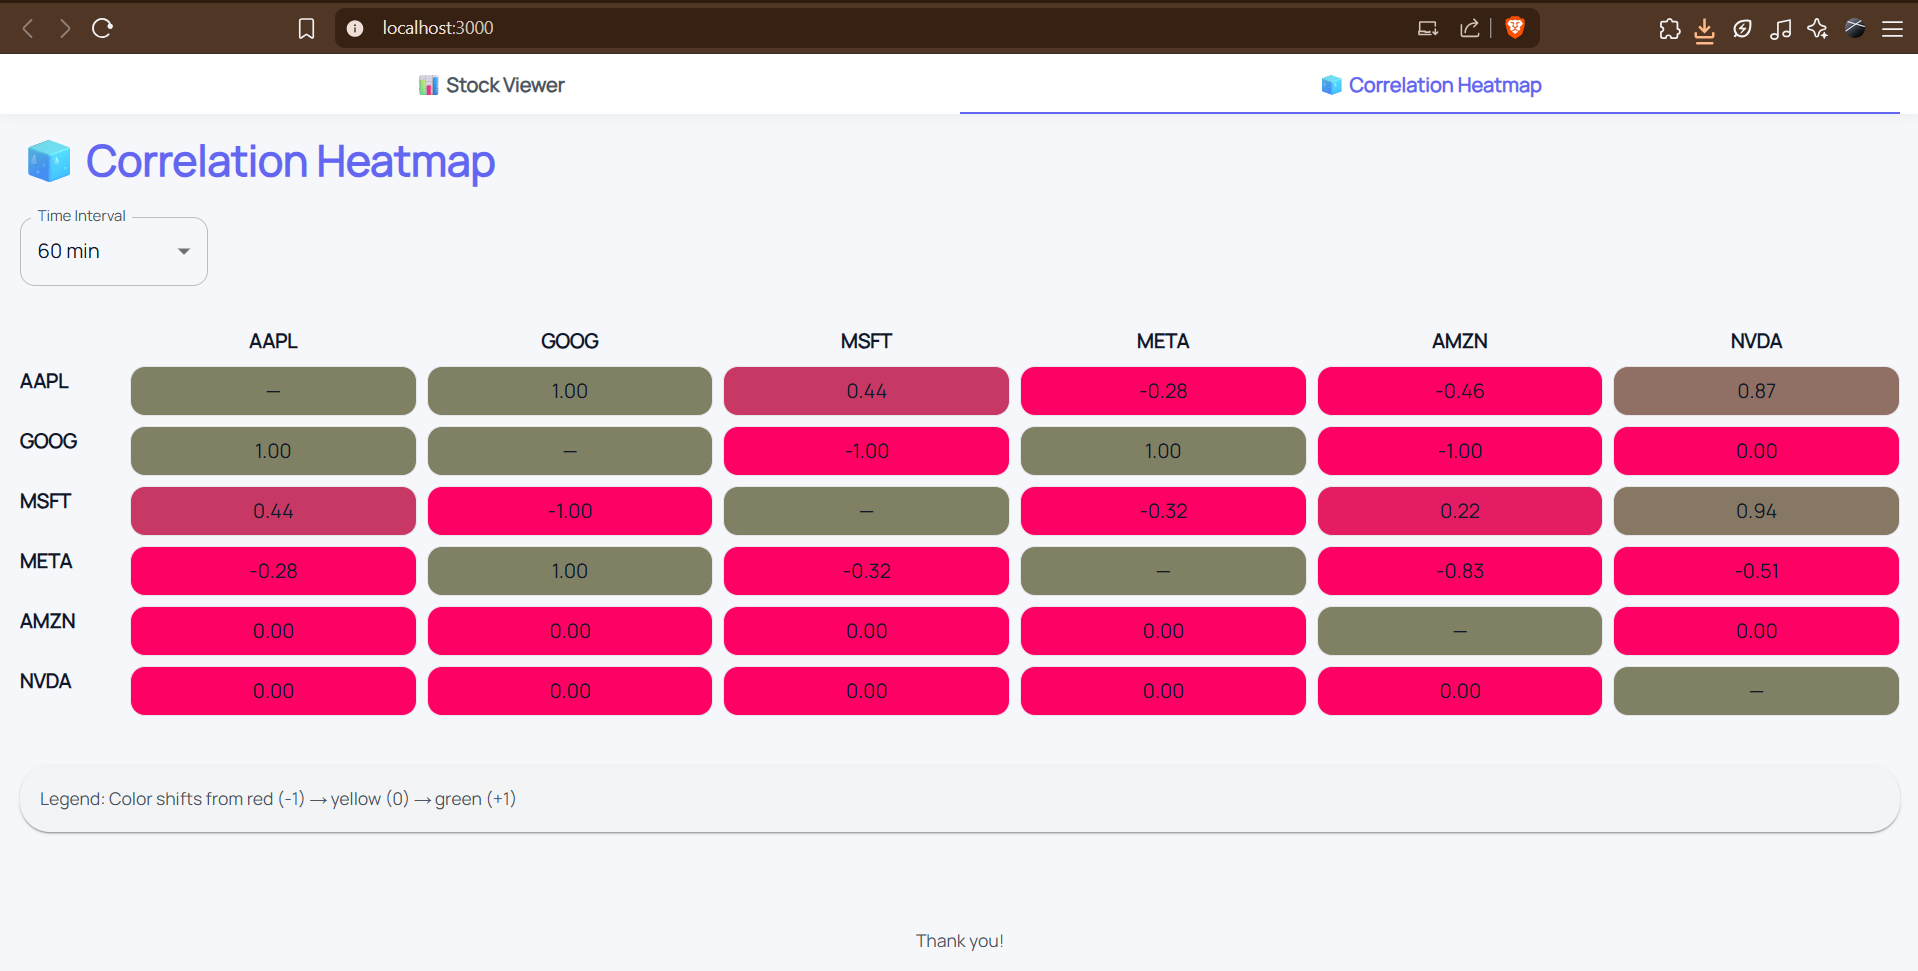 localhost:3000
📊 Stock Viewer
🧊 Correlation Heatmap
🧊 Correlation Heatmap
Time Interval
60 min
AAPL GOOG MSFT META AMZN NVDA
AAPL — 1.00 0.44 -0.28 -0.46 0.87
GOOG 1.00 — -1.00 1.00 -1.00 0.00
MSFT 0.44 -1.00 — -0.32 0.22 0.94
META -0.28 1.00 -0.32 — -0.83 -0.51
AMZN 0.00 0.00 0.00 0.00 — 0.00
NVDA 0.00 0.00 0.00 0.00 0.00 —
Legend: Color shifts from red (-1) → yellow (0) → green (+1)
Thank you!